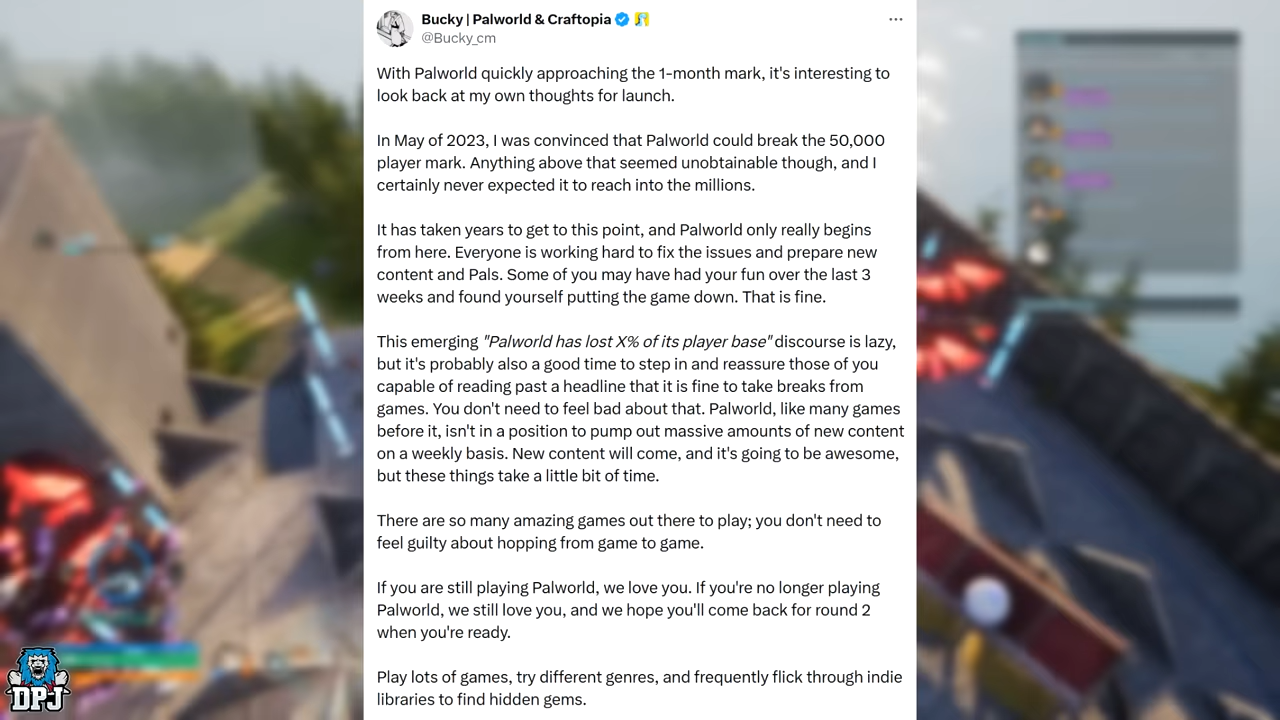 Bucky | Palworld & Craftopia
@Bucky_cm
With Palworld quickly approaching the 1-month mark, it's interesting to
look back at my own thoughts for launch.
In May of 2023, I was convinced that Palworld could break the 50,000
player mark. Anything above that seemed unobtainable though, and I
certainly never expected it to reach into the millions.
It has taken years to get to this point, and Palworld only really begins
from here. Everyone is working hard to fix the issues and prepare new
content and Pals. Some of you may have had your fun over the last 3
weeks and found yourself putting the game down. That is fine.
This emerging "Palworld has lost X% of its player base" discourse is lazy,
but it's probably also a good time to step in and reassure those of you
capable of reading past a headline that it is fine to take breaks from
games. You don't need to feel bad about that. Palworld, like many games
before it, isn't in a position to pump out massive amounts of new content
on a weekly basis. New content will come, and it's going to be awesome,
but these things take a little bit of time.
There are so many amazing games out there to play; you don't need to
feel guilty about hopping from game to game.
If you are still playing Palworld, we love you. If you're no longer playing
Palworld, we still love you, and we hope you'll come back for round 2
when you're ready.
Play lots of games, try different genres, and frequently flick through indie
libraries to find hidden gems.
DPJ